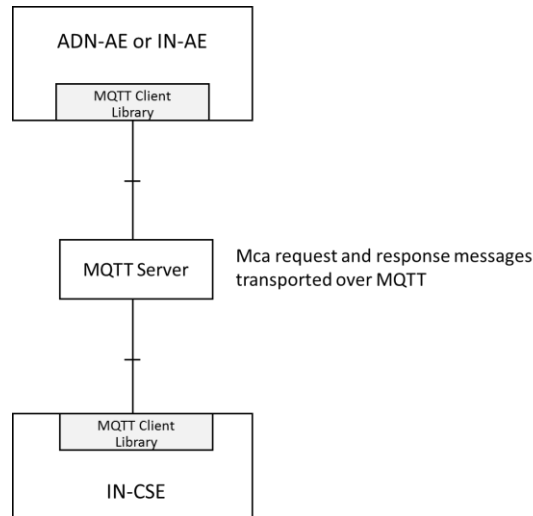 ADN-AE or IN-AE
MQTT Client
Library
MQTT Server
Mca request and response messages
transported over MQTT
MQTT Client
Library
IN-CSE